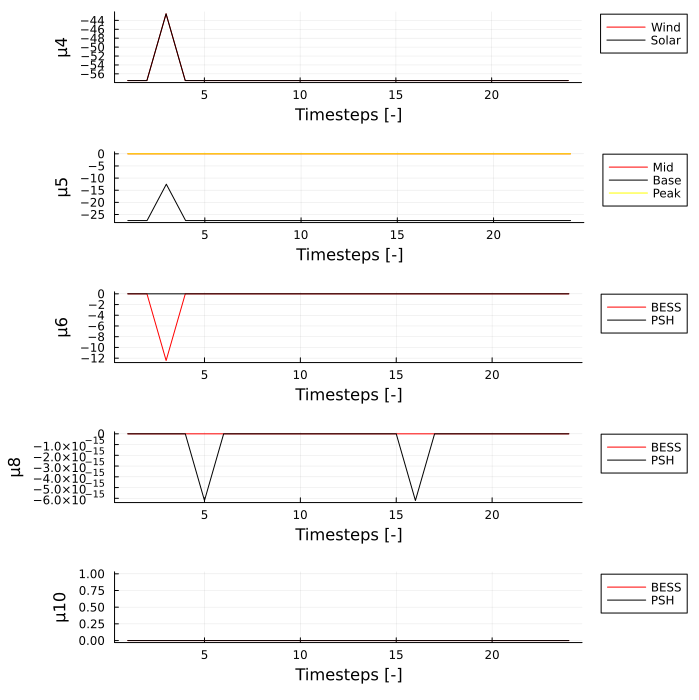 μ4
−44
−46
−48
−50
−52
−54
−56
5
10
15
20
Timesteps [-]
Wind
Solar
μ5
0
−5
−10
−15
−20
−25
5
10
15
20
Timesteps [-]
Mid
Base
Peak
μ6
0
−2
−4
−6
−8
−10
−12
5
10
15
20
Timesteps [-]
BESS
PSH
μ8
0
−1.0×10−15
−2.0×10−15
−3.0×10−15
−4.0×10−15
−5.0×10−15
−6.0×10−15
5
10
15
20
Timesteps [-]
BESS
PSH
μ10
1.00
0.75
0.50
0.25
0.00
5
10
15
20
Timesteps [-]
BESS
PSH